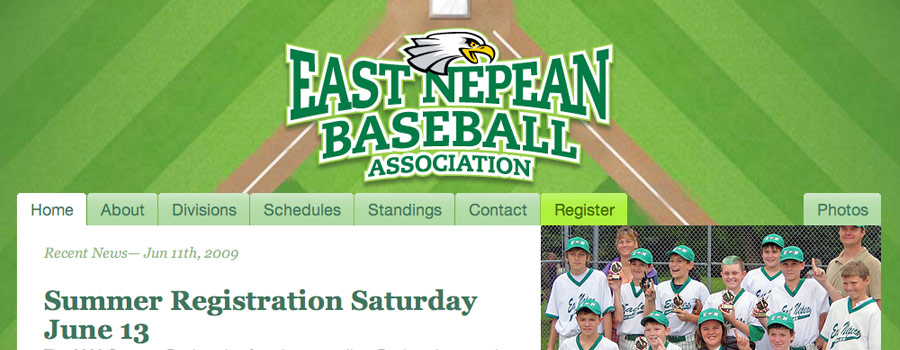 EAST NEPEAN
BASEBALL
ASSOCIATION
Home About Divisions Schedules Standings Contact Register Photos
Recent News— Jun 11th, 2009
Summer Registration Saturday
June 13